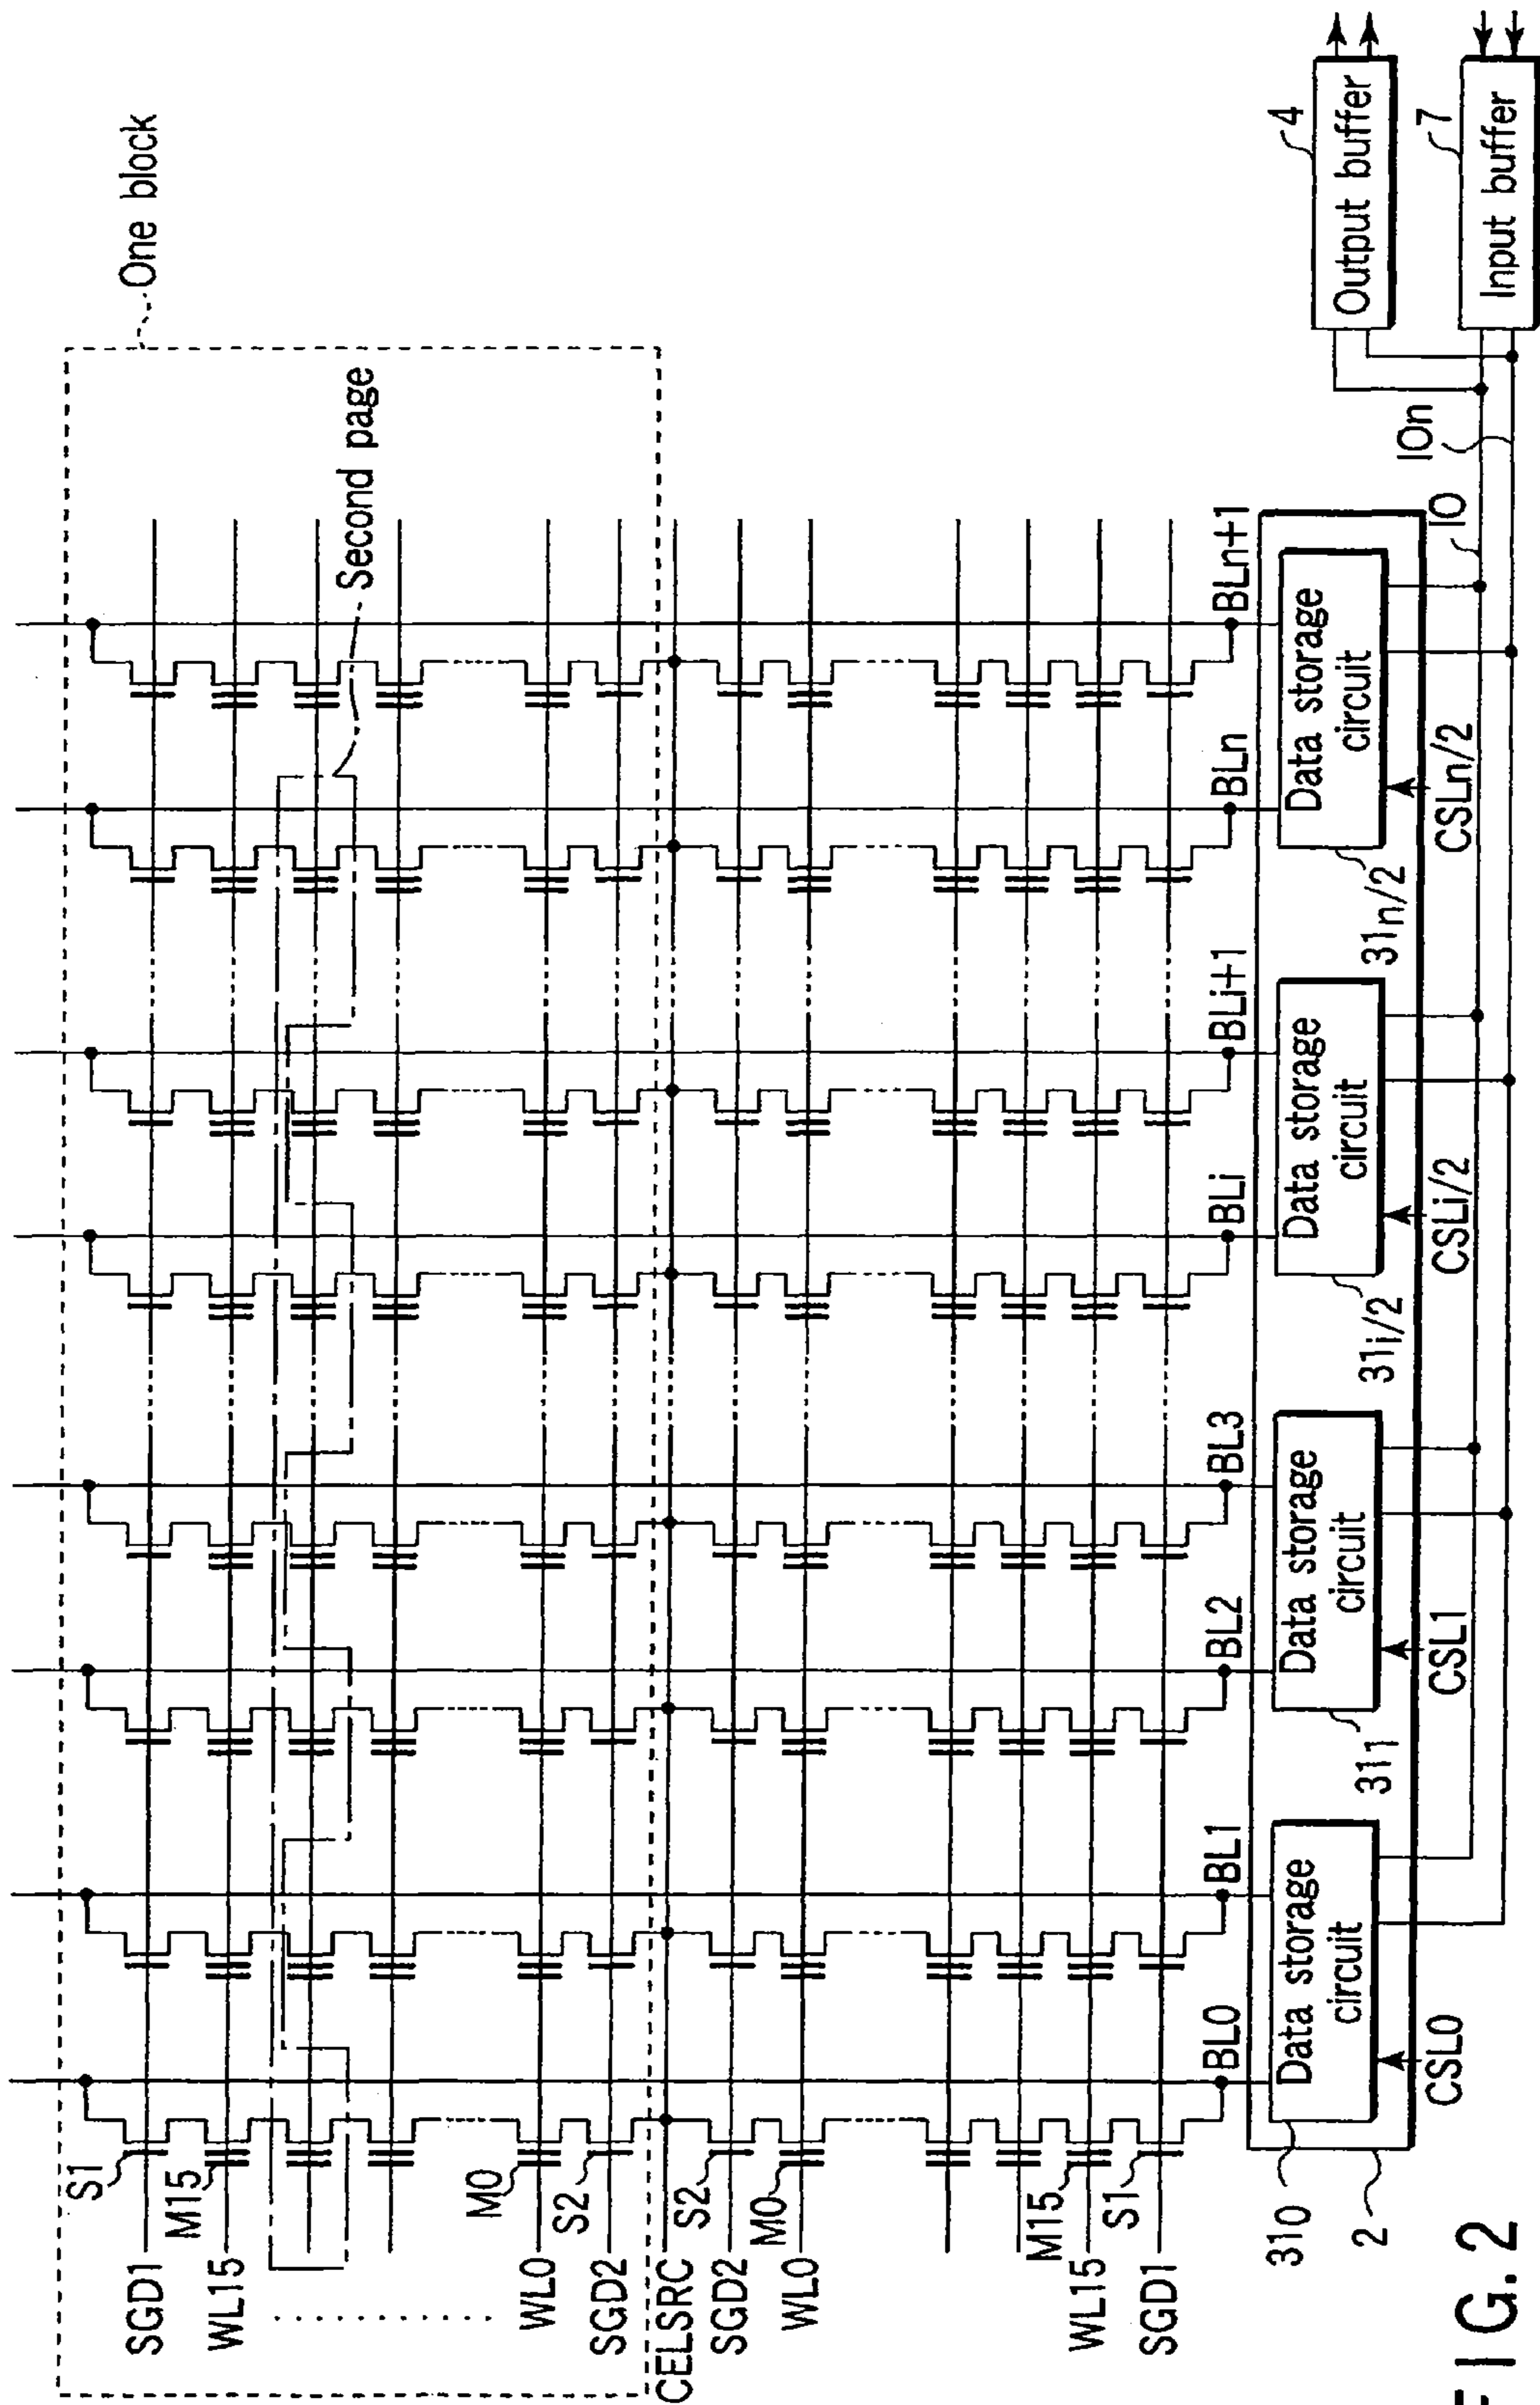 One block
Second page
S1
SGD1
M15
WL15
M0
WL0
S2
SGD2
CELSRC
S2
SGD2
M0
WL0
M15
WL15
S1
SGD1
BL0
BL1
BL2
BL3
BLi
BLi+1
BLn
BLn+1
Data storage
circuit
Data storage
circuit
Data storage
circuit
Data storage
circuit
310
311
31i/2
31n/2
2
CSL0
CSL1
CSLi/2
CSLn/2
IO
IOn
4
Output buffer
7
Input buffer
FIG. 2